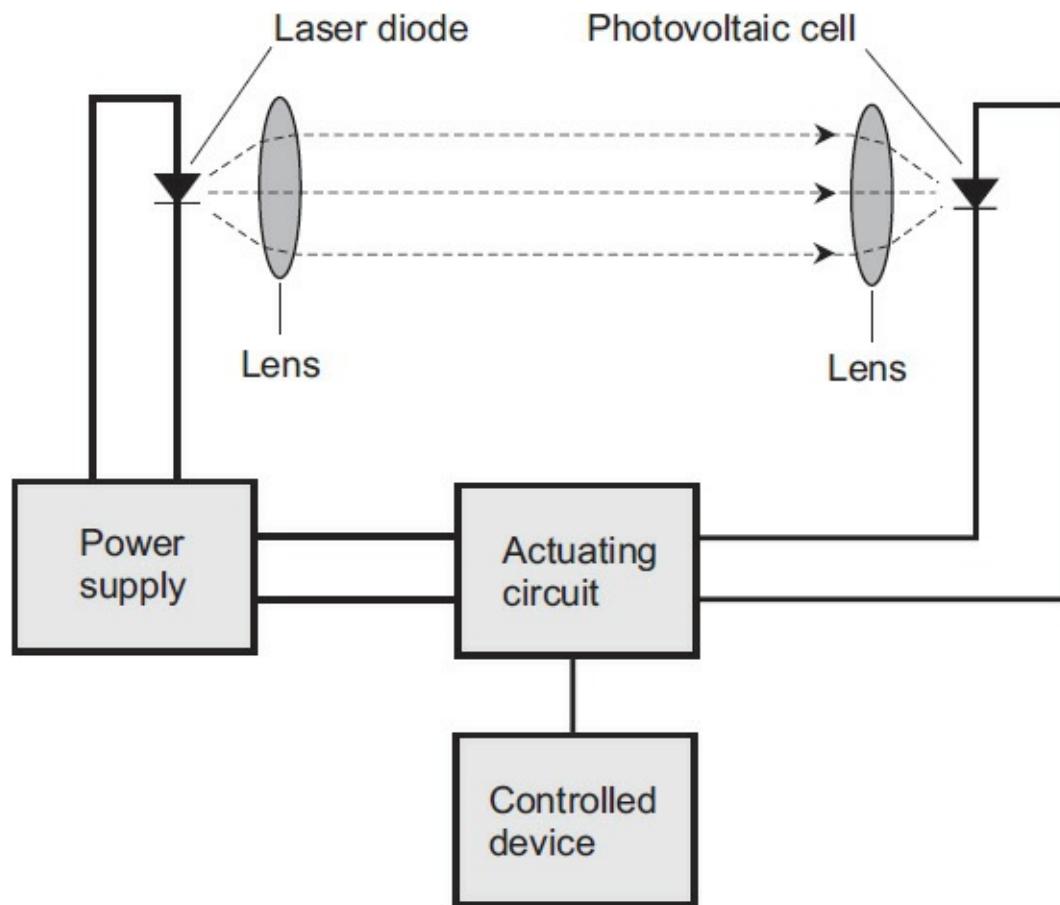 Laser diode
Photovoltaic cell
Lens
Lens
Power
supply
Actuating
circuit
Controlled
device